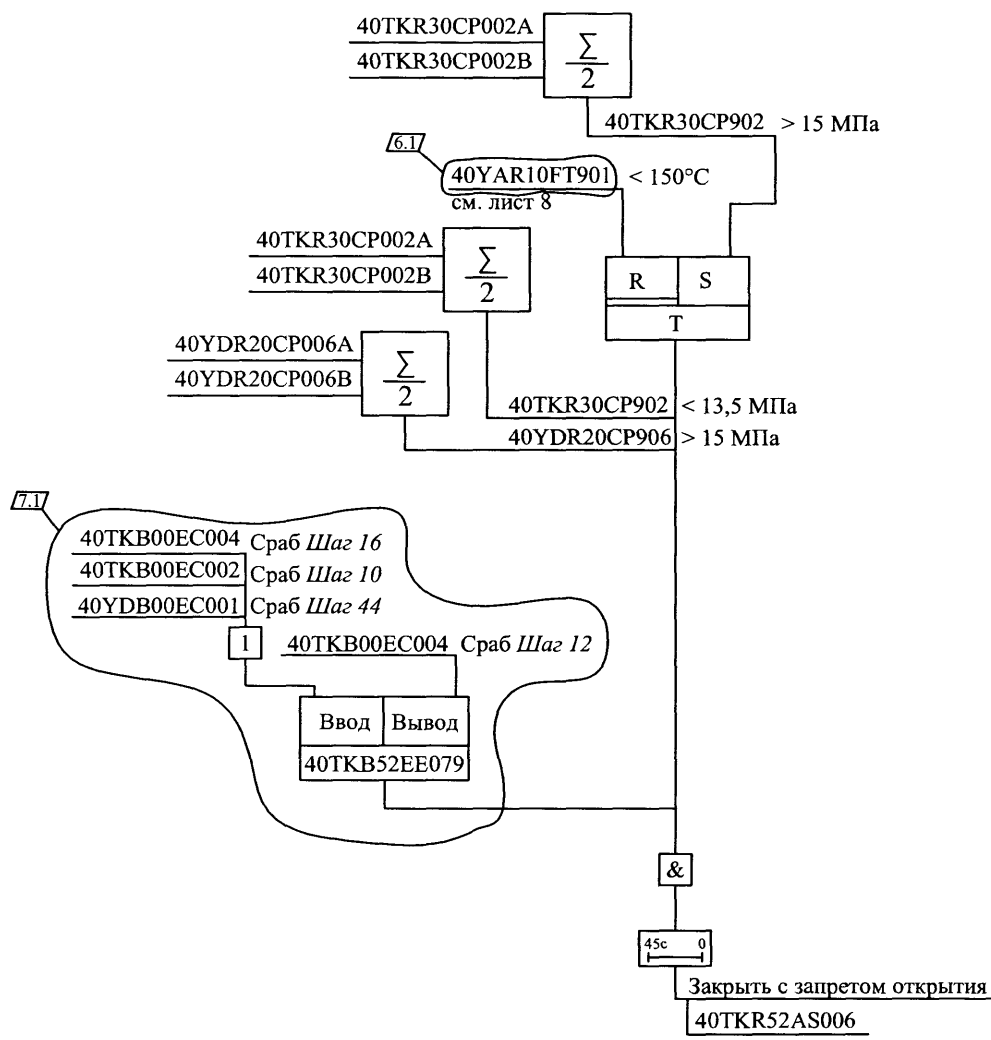 40TKR30CP002A
40TKR30CP002B
∑
2
40TKR30CP902 > 15 МПа
6.1
40YAR10FT901 < 150°C
см. лист 8
40TKR30CP002A
40TKR30CP002B
∑
2
R S
T
40YDR20CP006A
40YDR20CP006B
∑
2
40TKR30CP902 < 13,5 МПа
40YDR20CP906 > 15 МПа
7.1
40TKB00EC004 Сраб Шаг 16
40TKB00EC002 Сраб Шаг 10
40YDB00EC001 Сраб Шаг 44
1
40TKB00EC004 Сраб Шаг 12
Ввод Вывод
40TKB52EE079
&
45с 0
Закрыть с запретом открытия
40TKR52AS006